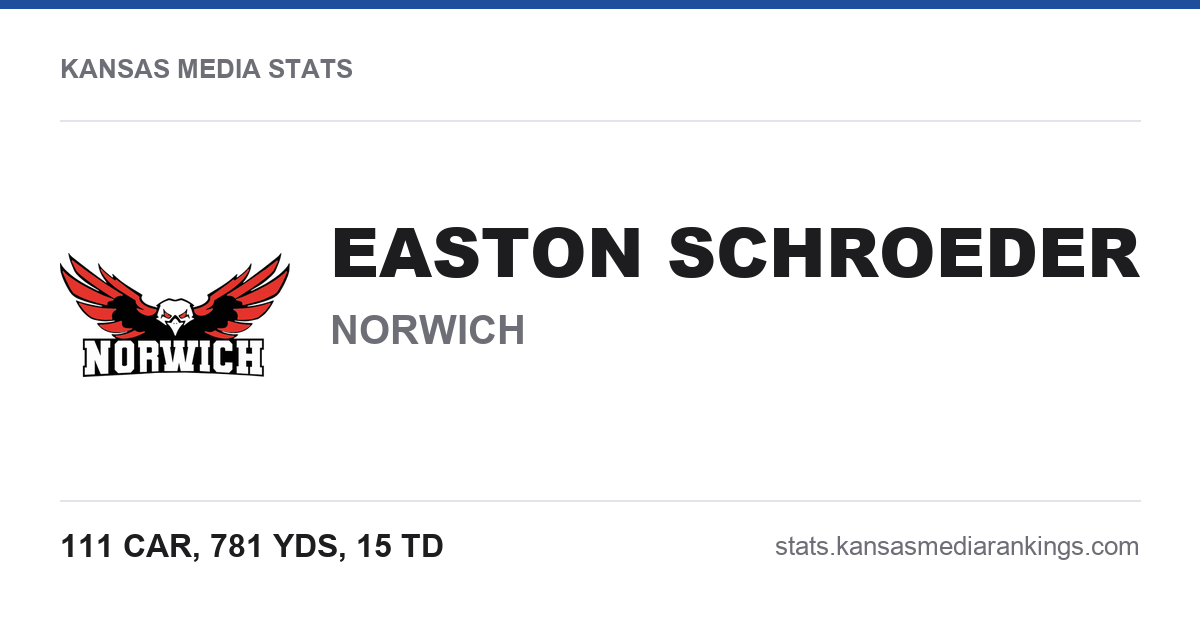 KANSAS MEDIA STATS
EASTON SCHROEDER
NORWICH
NORWICH
111 CAR, 781 YDS, 15 TD
stats.kansasmediarankings.com